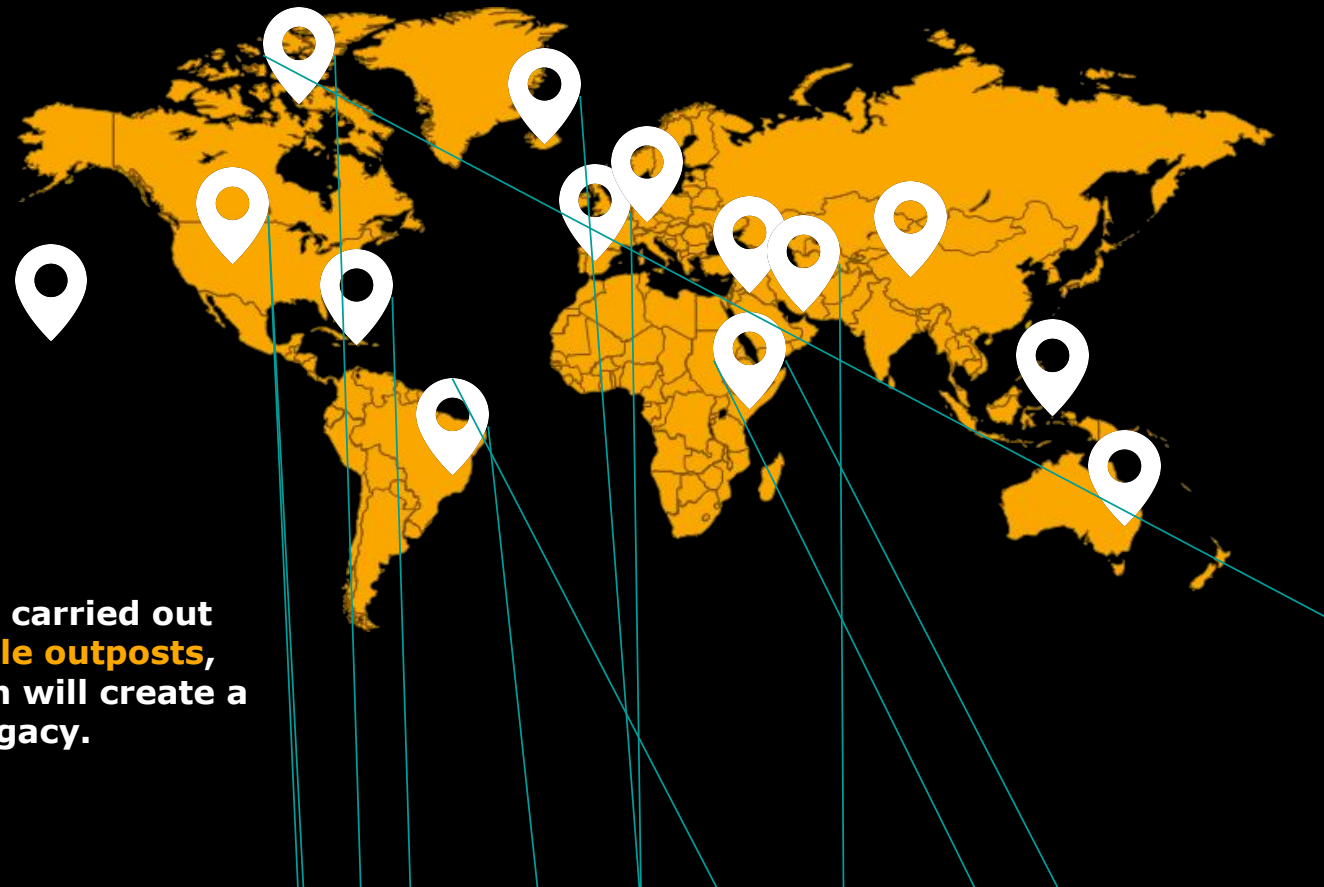 carried out
le outposts,
n will create a
gacy.